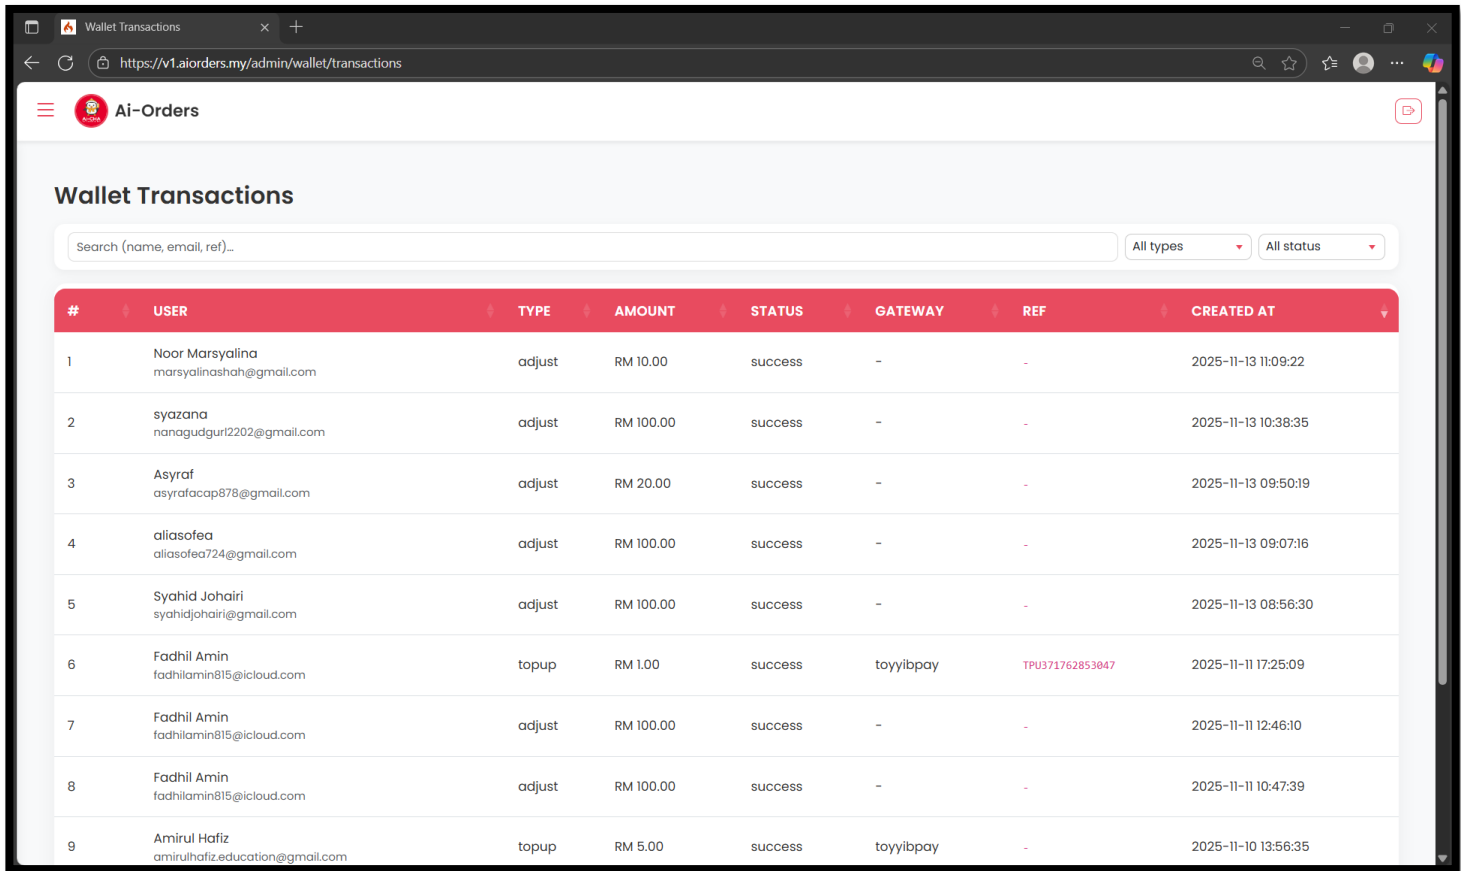 Wallet Transactions
https://v1.aiorders.my/admin/wallet/transactions
Ai-CHA
Ai-Orders
Wallet Transactions
Search (name, email, ref)...
All types
All status
# USER TYPE AMOUNT STATUS GATEWAY REF CREATED AT
1 Noor Marsyalina adjust RM 10.00 success - - 2025-11-13 11:09:22
marsyalinashah@gmail.com
2 syazana adjust RM 100.00 success - - 2025-11-13 10:38:35
nanagudgurl2202@gmail.com
3 Asyraf adjust RM 20.00 success - - 2025-11-13 09:50:19
asyrafacap878@gmail.com
4 aliasofea adjust RM 100.00 success - - 2025-11-13 09:07:16
aliasofea724@gmail.com
5 Syahid Johairi adjust RM 100.00 success - - 2025-11-13 08:56:30
syahidjohairi@gmail.com
6 Fadhil Amin topup RM 1.00 success toyyibpay TPU371762853047 2025-11-11 17:25:09
fadhilamin815@icloud.com
7 Fadhil Amin adjust RM 100.00 success - - 2025-11-11 12:46:10
fadhilamin815@icloud.com
8 Fadhil Amin adjust RM 100.00 success - - 2025-11-11 10:47:39
fadhilamin815@icloud.com
9 Amirul Hafiz topup RM 5.00 success toyyibpay - 2025-11-10 13:56:35
amirulhafiz.education@gmail.com